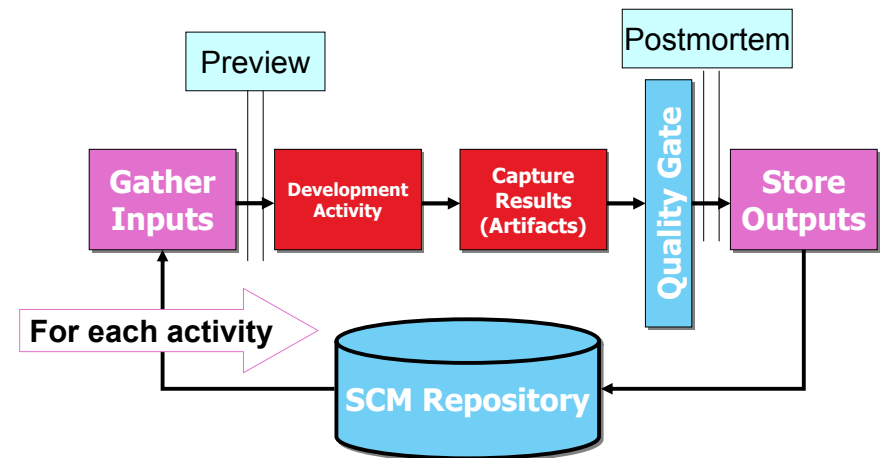 Preview
Postmortem
Gather
Inputs
Development
Activity
Capture
Results
(Artifacts)
Quality Gate
Store
Outputs
For each activity
SCM Repository